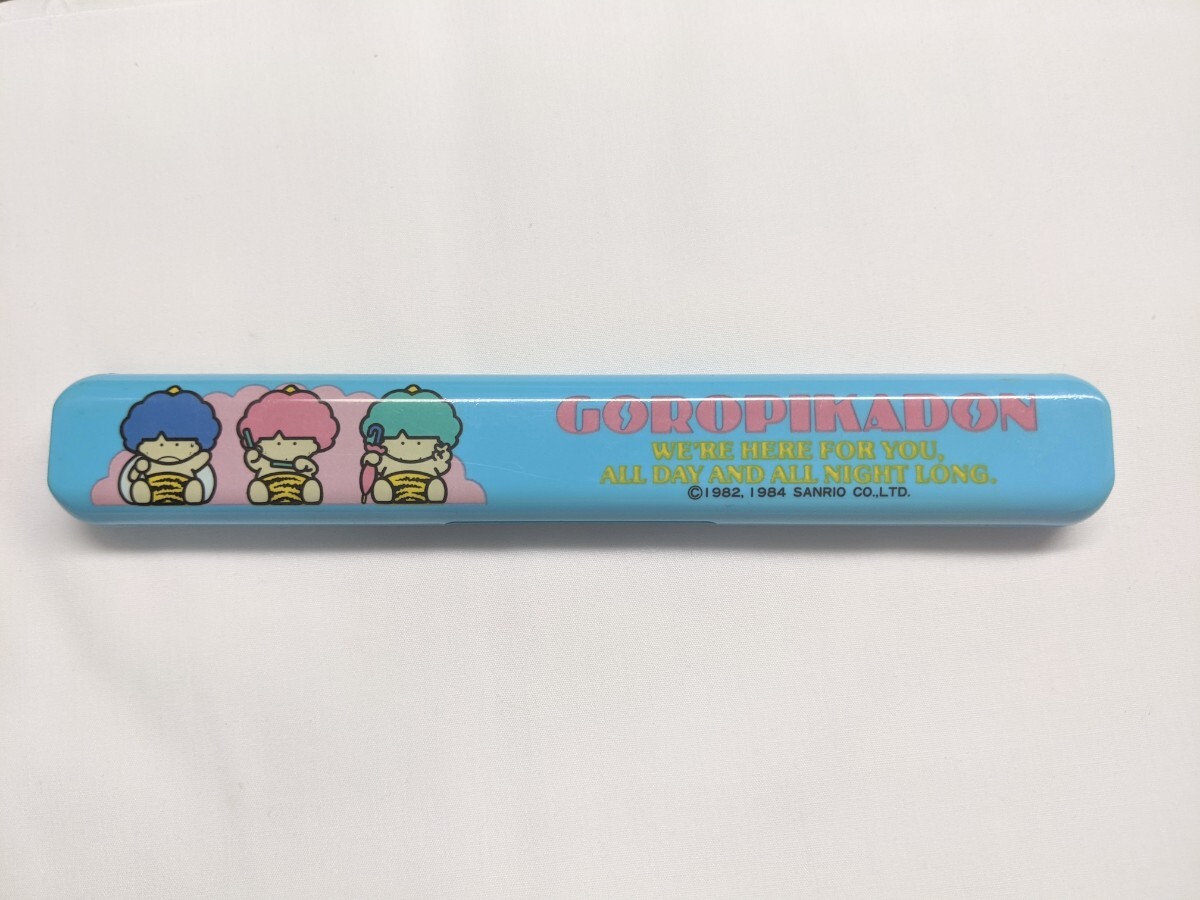 GOROPIKADON
WE'RE HERE FOR YOU,
ALL DAY AND ALL NIGHT LONG.
©1982, 1984 SANRIO CO.,LTD.